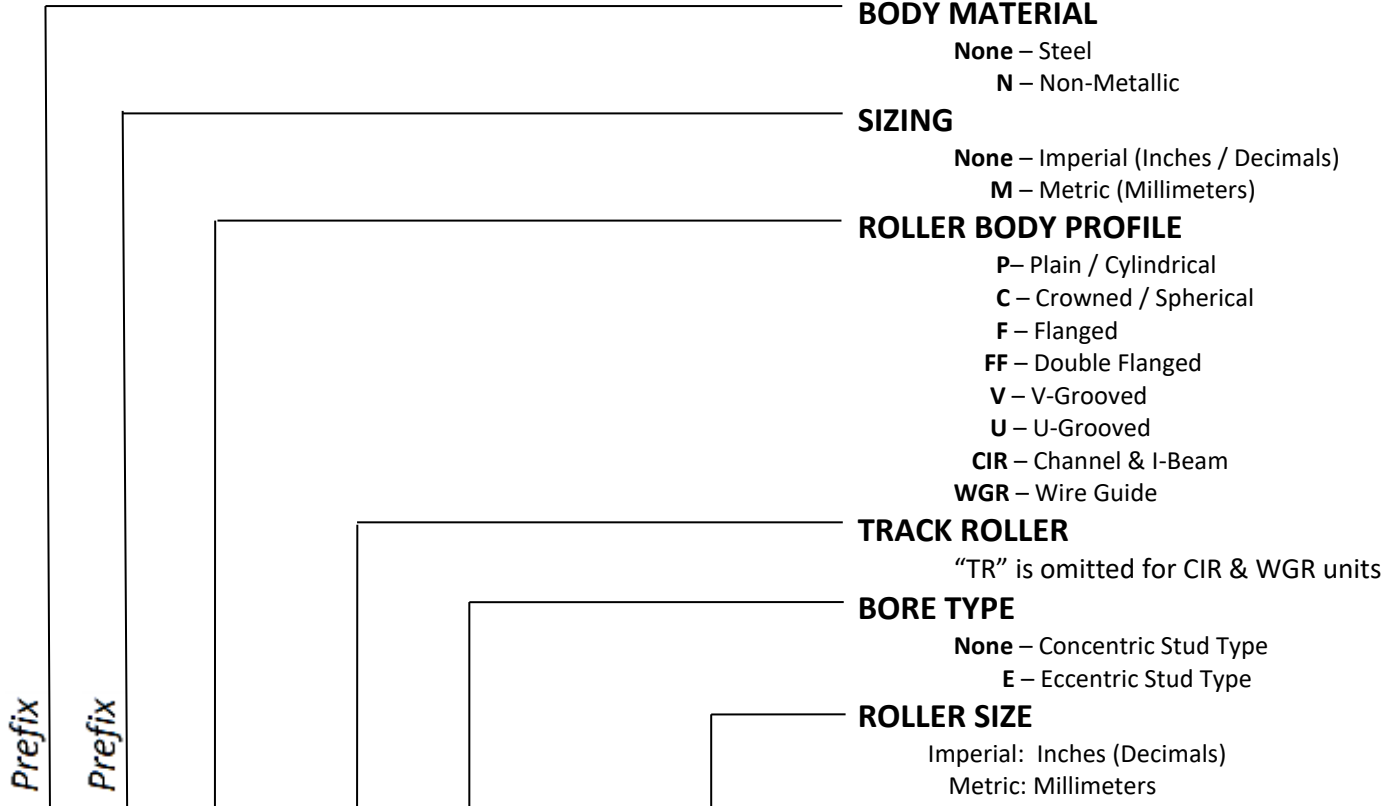 BODY MATERIAL
None – Steel
N – Non-Metallic
SIZING
None – Imperial (Inches / Decimals)
M – Metric (Millimeters)
ROLLER BODY PROFILE
P– Plain / Cylindrical
C – Crowned / Spherical
F – Flanged
FF – Double Flanged
V – V-Grooved
U – U-Grooved
CIR – Channel & I-Beam
WGR – Wire Guide
TRACK ROLLER
“TR” is omitted for CIR & WGR units
BORE TYPE
None – Concentric Stud Type
E – Eccentric Stud Type
ROLLER SIZE
Imperial: Inches (Decimals)
Metric: Millimeters
Prefix
Prefix